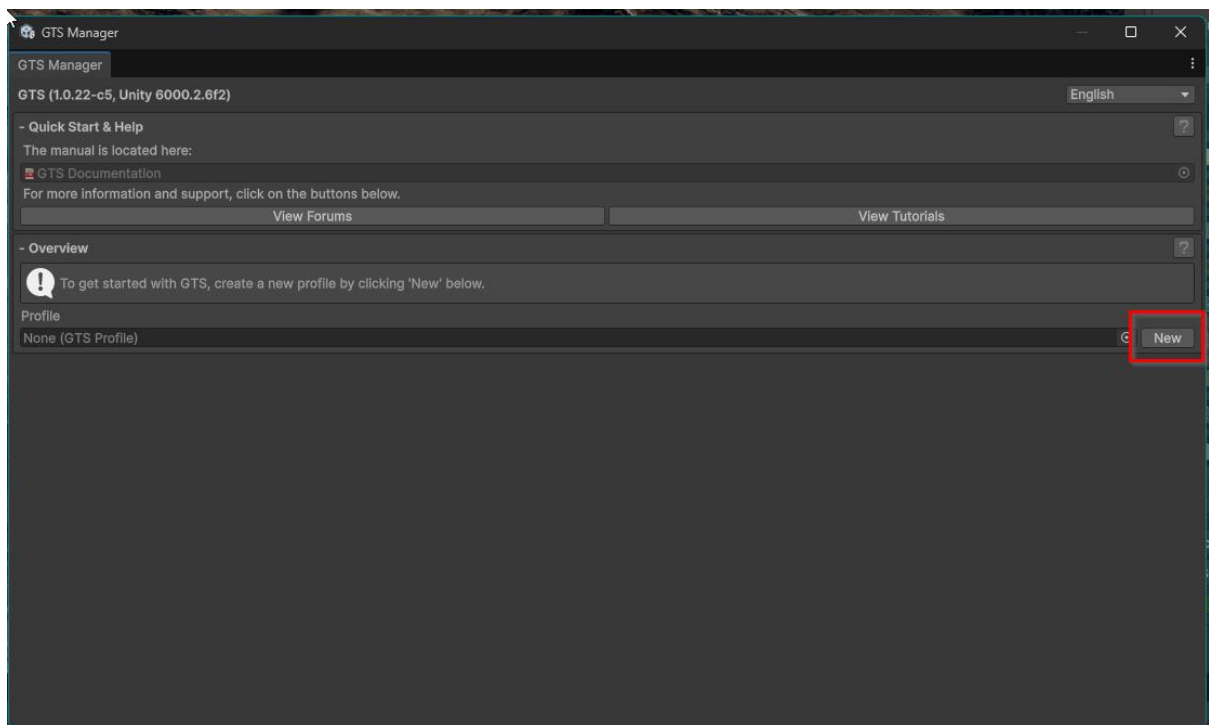 GTS Manager
GTS Manager
GTS (1.0.22-c5, Unity 6000.2.6f2)
English
- Quick Start & Help
?
The manual is located here:
GTS Documentation
For more information and support, click on the buttons below.
View Forums
View Tutorials
- Overview
?
To get started with GTS, create a new profile by clicking 'New' below.
Profile
None (GTS Profile)
New